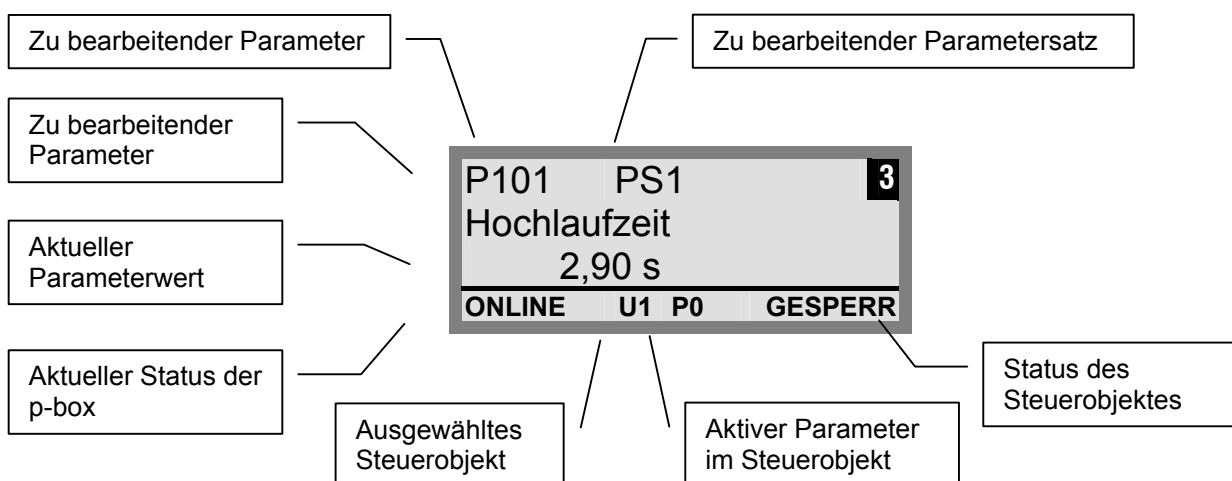 Zu bearbeitender Parameter
Zu bearbeitender Parametersatz
Zu bearbeitender
Parameter
Aktueller
Parameterwert
Aktueller Status der
p-box
P101 PS1 3
Hochlaufzeit
2,90 s
ONLINE U1 P0 GESPERR
Ausgewähltes
Steuerobjekt
Aktiver Parameter
im Steuerobjekt
Status des
Steuerobjektes